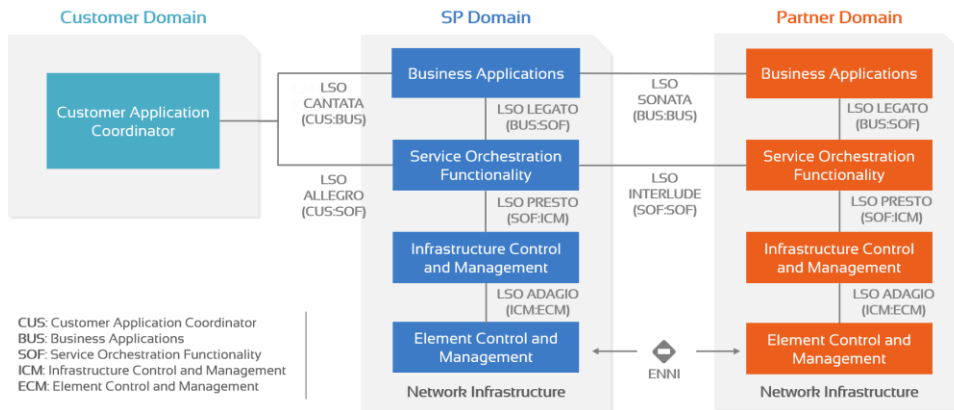 Customer Domain
SP Domain
Partner Domain
Customer Application
Coordinator
LSO
CANTATA
(CUS:BUS)
LSO
ALLEGRO
(CUS:SOF)
Business Applications
LSO LEGATO
(BUS:SOF)
Service Orchestration
Functionality
LSO PRESTO
(SOF:ICM)
Infrastructure Control
and Management
LSO ADAGIO
(ICM:ECM)
Element Control and
Management
Network Infrastructure
LSO
SONATA
(BUS:BUS)
LSO
INTERLUDE
(SOF:SOF)
ENNI
Business Applications
LSO LEGATO
(BUS:SOF)
Service Orchestration
Functionality
LSO PRESTO
(SOF:ICM)
Infrastructure Control
and Management
LSO ADAGIO
(ICM:ECM)
Element Control and
Management
Network Infrastructure
CUS: Customer Application Coordinator
BUS: Business Applications
SOF: Service Orchestration Functionality
ICM: Infrastructure Control and Management
ECM: Element Control and Management